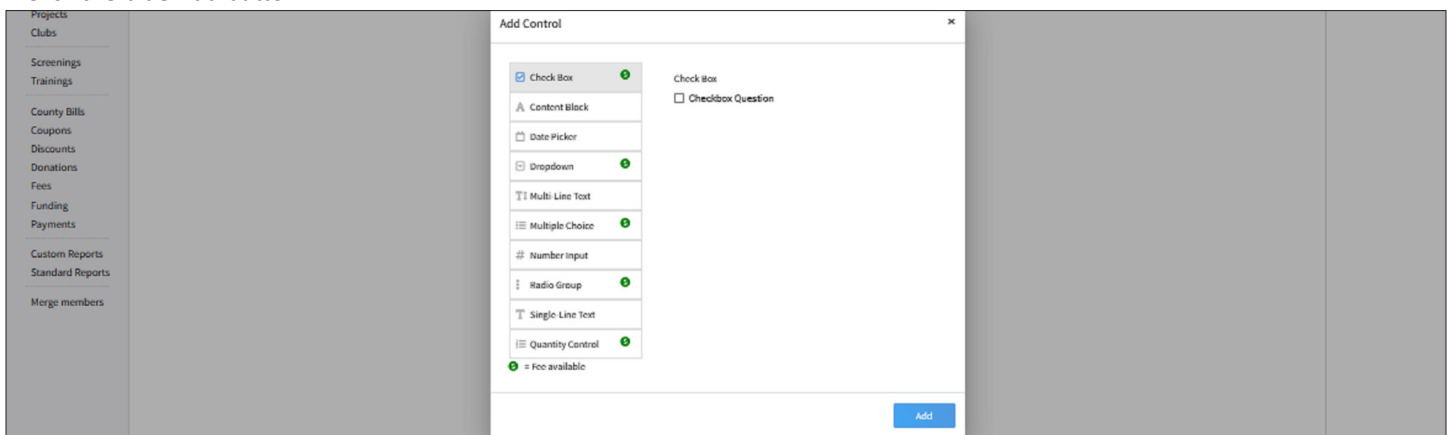 Projects
Clubs
Screenings
Trainings
County Bills
Coupons
Discounts
Donations
Fees
Funding
Payments
Custom Reports
Standard Reports
Merge members
Add Control
×
Check Box
Content Block
Date Picker
Dropdown
Multi-Line Text
Multiple Choice
Number Input
Radio Group
Single-Line Text
Quantity Control
= Fee available
Check Box
Checkbox Question
Add